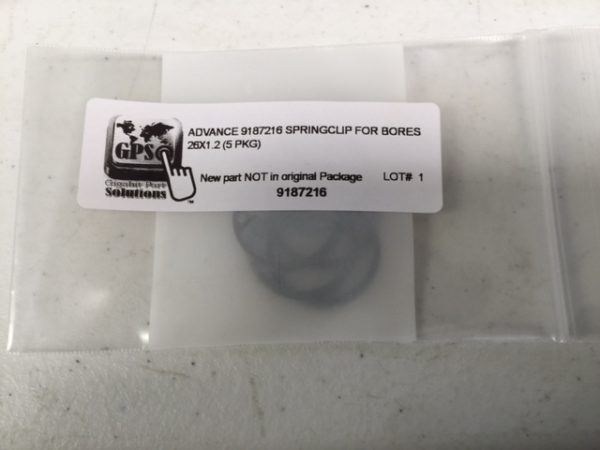 ADVANCE 9187216 SPRINGCLIP FOR BORES
26X1.2 (5 PKG)
GPS
Gigabit Part
Solutions
TM
New part NOT in original Package LOT# 1
9187216